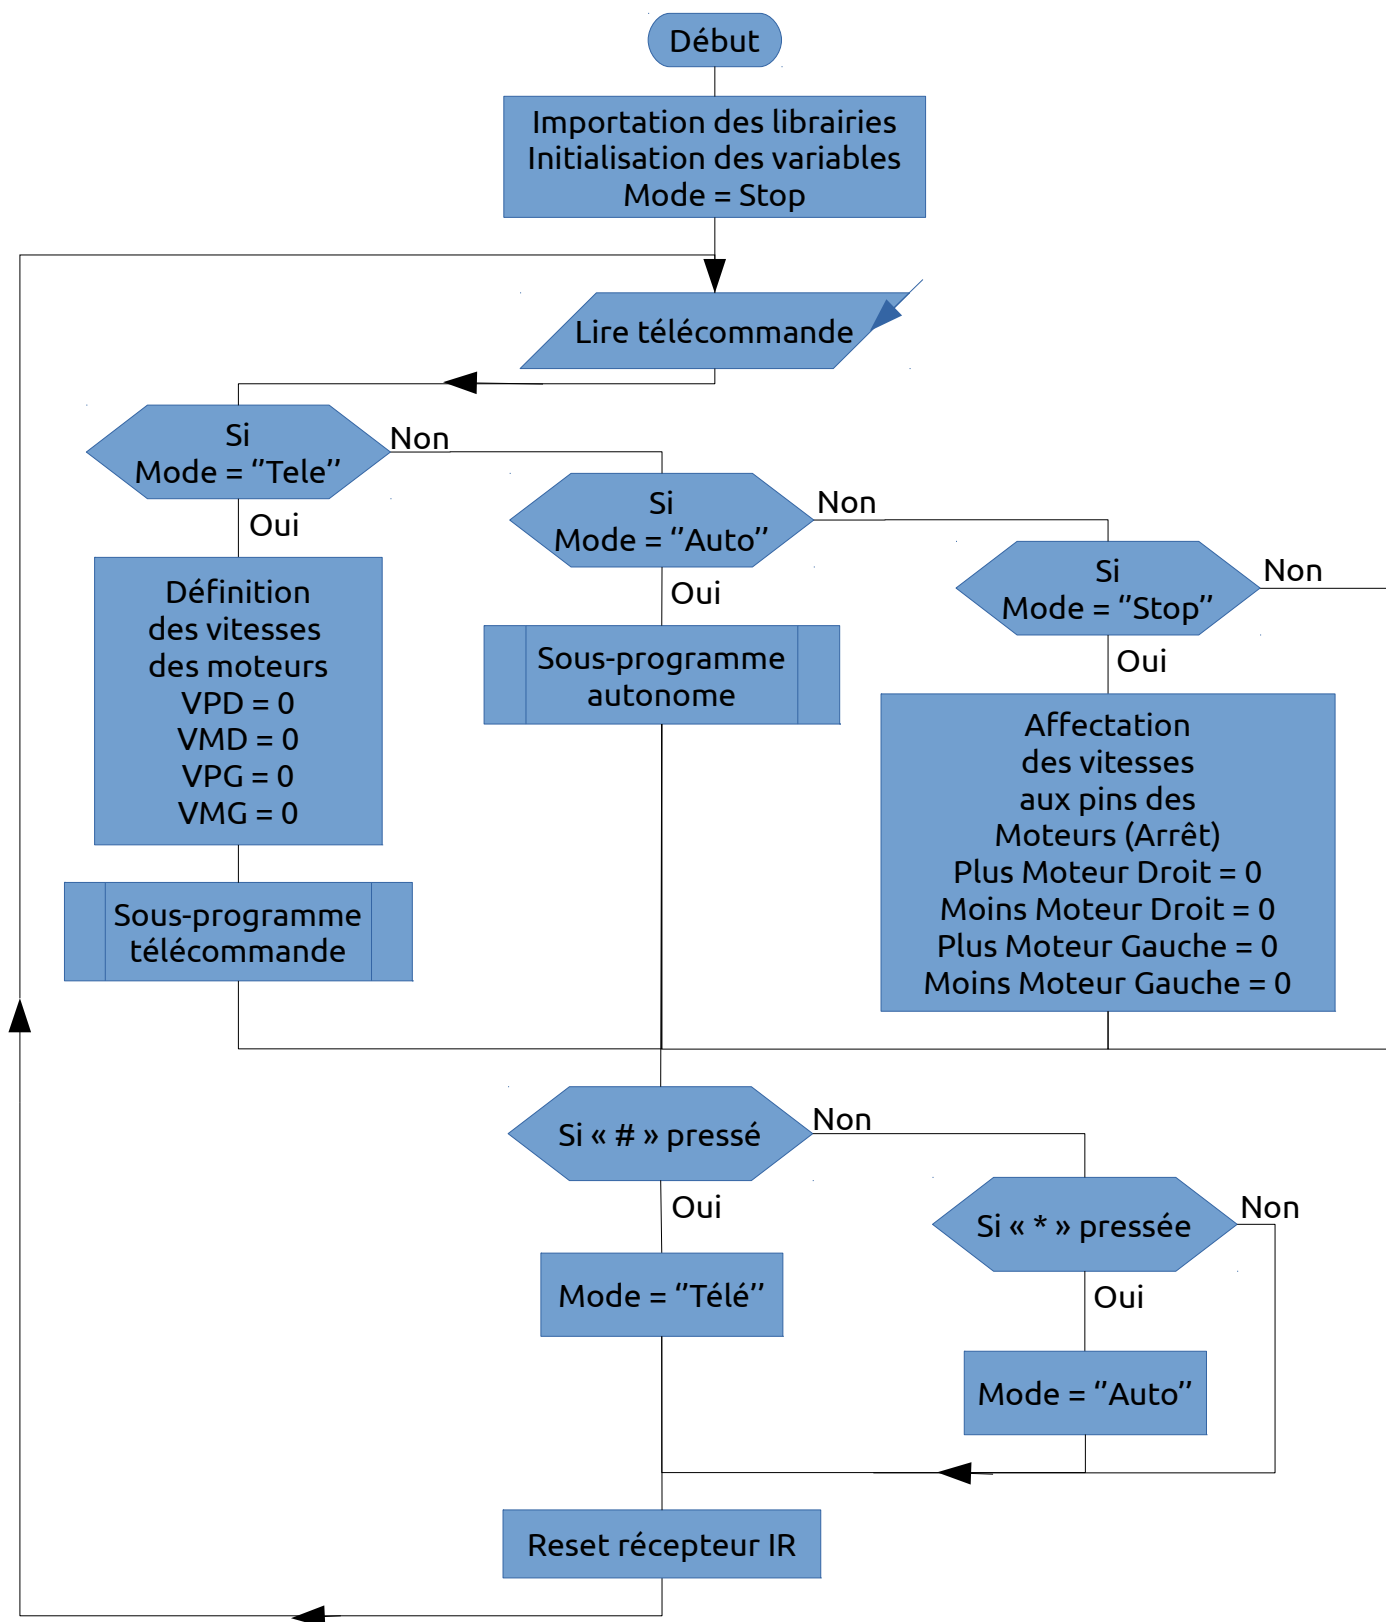 Début
Importation des librairies
Initialisation des variables
Mode = Stop
Lire télécommande
Si
Mode = ‘’Tele’’
Non
Oui
Si
Mode = ‘’Auto’’
Non
Oui
Si
Mode = ‘’Stop’’
Non
Oui
Définition
des vitesses
des moteurs
VPD = 0
VMD = 0
VPG = 0
VMG = 0
Sous-programme
télécommande
Sous-programme
autonome
Affectation
des vitesses
aux pins des
Moteurs (Arrêt)
Plus Moteur Droit = 0
Moins Moteur Droit = 0
Plus Moteur Gauche = 0
Moins Moteur Gauche = 0
Si « # » pressé
Non
Oui
Mode = ‘’Télé’’
Si « * » pressée
Non
Oui
Mode = ‘’Auto’’
Reset récepteur IR